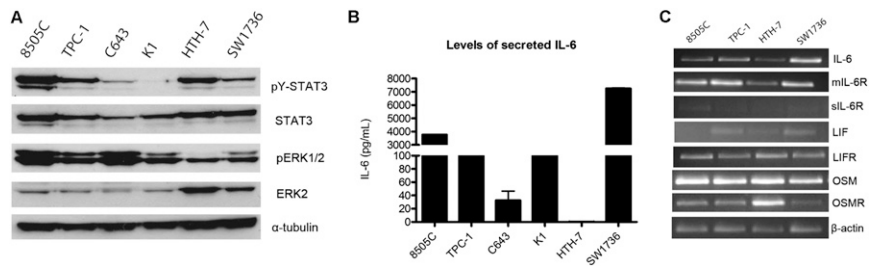 A
8505C
TPC-1
C643
K1
HTH-7
SW1736
pY-STAT3
STAT3
pERK1/2
ERK2
α-tubulin
B
Levels of secreted IL-6
IL-6 (pg/mL)
8000
7000
6000
5000
4000
3000
100
80
60
40
20
0
8505C
TPC-1
C643
K1
HTH-7
SW1736
C
8505C
TPC-1
HTH-7
SW1736
IL-6
mIL-6R
sIL-6R
LIF
LIFR
OSM
OSMR
β-actin